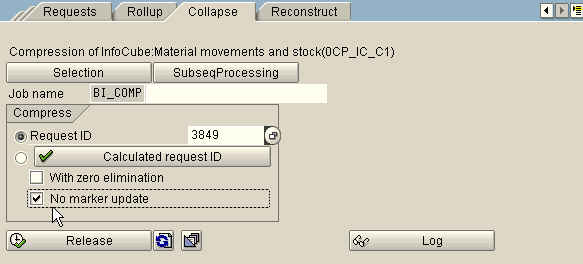 Requests Rollup Collapse Reconstruct
Compression of InfoCube:Material movements and stock(0CP_IC_C1)
Selection SubseqProcessing
Job name BI_COMP
Compress
Request ID 3849
Calculated request ID
With zero elimination
No marker update
Release Log